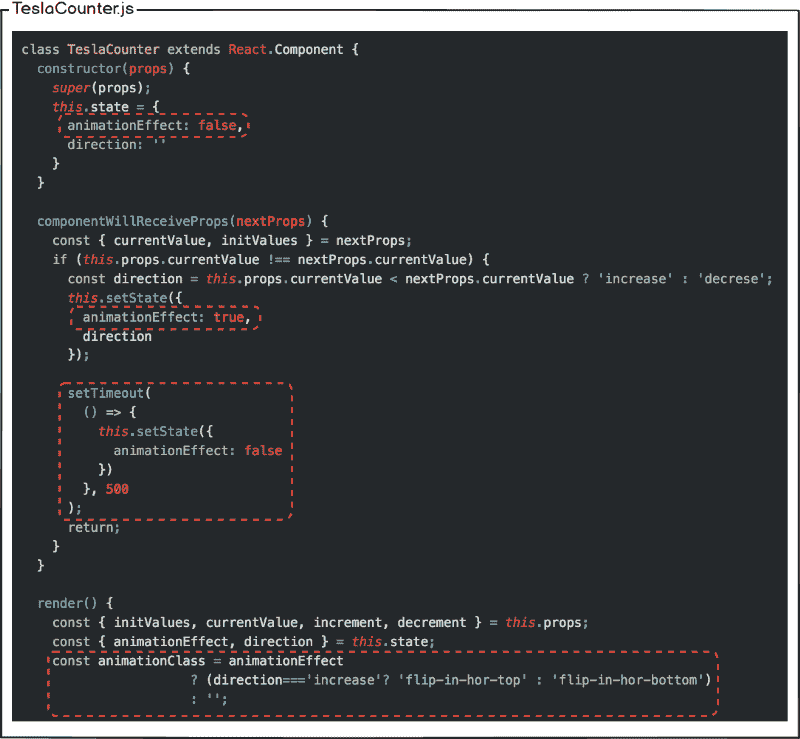 TeslaCounter.js
class TeslaCounter extends React.Component {
  constructor(props) {
    super(props);
    this.state = {
      animationEffect: false,
      direction: ''
    }
  }

  componentWillReceiveProps(nextProps) {
    const { currentValue, initValues } = nextProps;
    if (this.props.currentValue !== nextProps.currentValue) {
      const direction = this.props.currentValue < nextProps.currentValue ? 'increase' : 'decrese';
      this.setState({
        animationEffect: true,
        direction
      });

      setTimeout(
        () => {
          this.setState({
            animationEffect: false
          })
        }, 500
      );
      return;
    }
  }

  render() {
    const { initValues, currentValue, increment, decrement } = this.props;
    const { animationEffect, direction } = this.state;
    const animationClass = animationEffect
                      ? (direction==='increase'? 'flip-in-hor-top' : 'flip-in-hor-bottom')
                      : '';